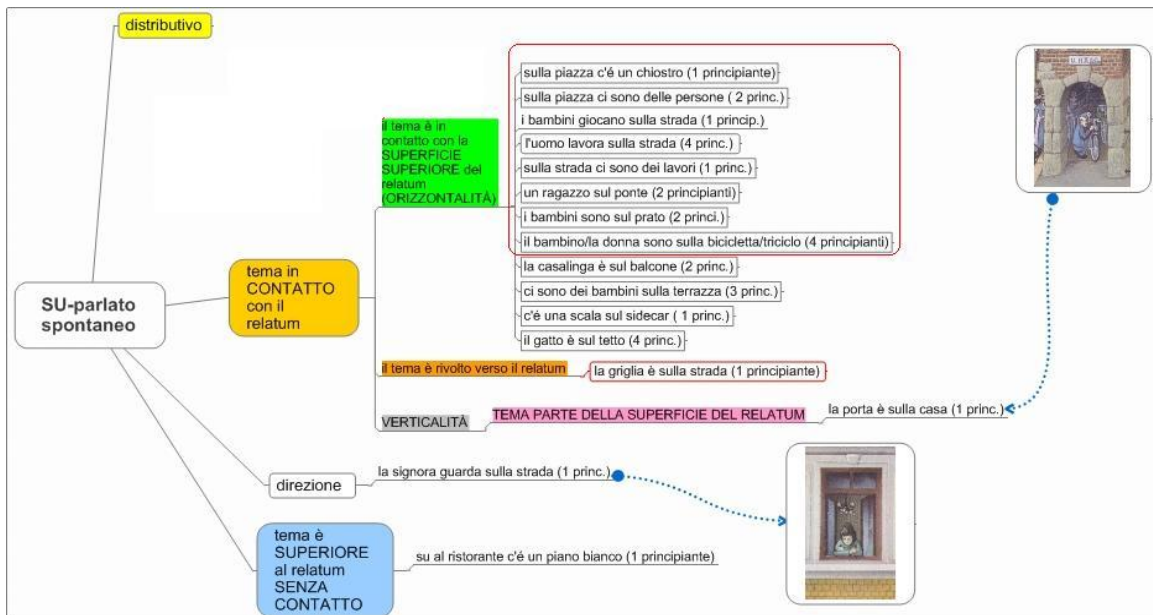 distributivo
SU-parlato
spontaneo
tema in
CONTATTO
con il
relatum
il tema è in
contatto con la
SUPERFICIE
SUPERIORE del
relatum
(ORIZZONTALITÀ)
sulla piazza c'é un chiostro (1 principiante)
sulla piazza ci sono delle persone ( 2 princ.)
i bambini giocano sulla strada (1 princip.)
l'uomo lavora sulla strada (4 princ.)
sulla strada ci sono dei lavori (1 princ.)
un ragazzo sul ponte (2 principianti)
i bambini sono sul prato (2 princi.)
il bambino/la donna sono sulla bicicletta/triciclo (4 principianti)
la casalinga è sul balcone (2 princ.)
ci sono dei bambini sulla terrazza (3 princ.)
c'é una scala sul sidecar ( 1 princ.)
il gatto è sul tetto (4 princ.)
il tema è rivolto verso il relatum
la griglia è sulla strada (1 principiante)
VERTICALITÀ
TEMA PARTE DELLA SUPERFICIE DEL RELATUM
la porta è sulla casa (1 princ.)
direzione
la signora guarda sulla strada (1 princ.)
tema è
SUPERIORE
al relatum
SENZA
CONTATTO
su al ristorante c'é un piano bianco (1 principiante)